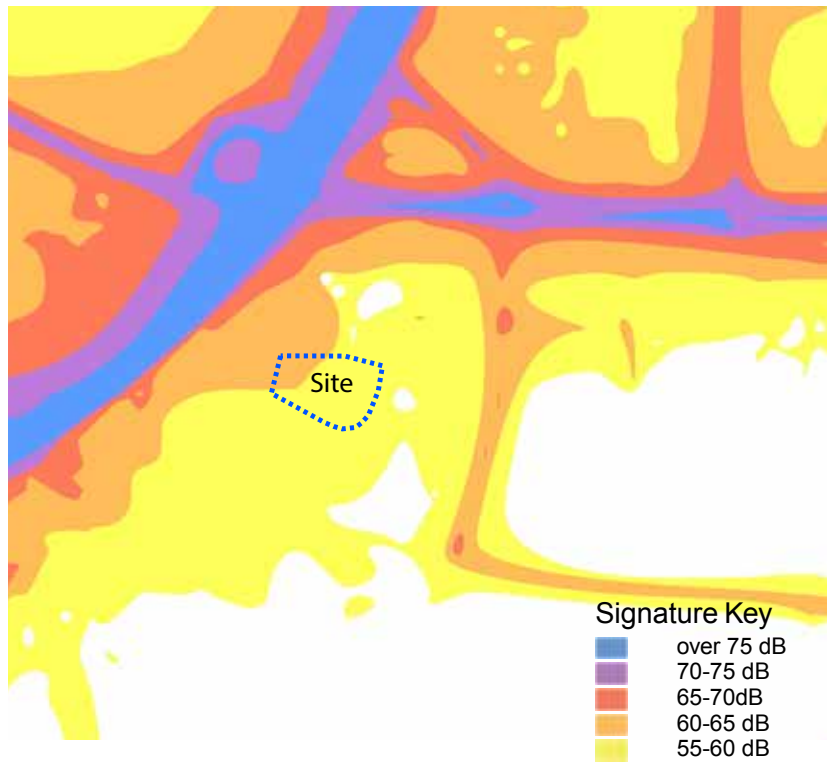 Site
Signature Key
over 75 dB
70-75 dB
65-70dB
60-65 dB
55-60 dB